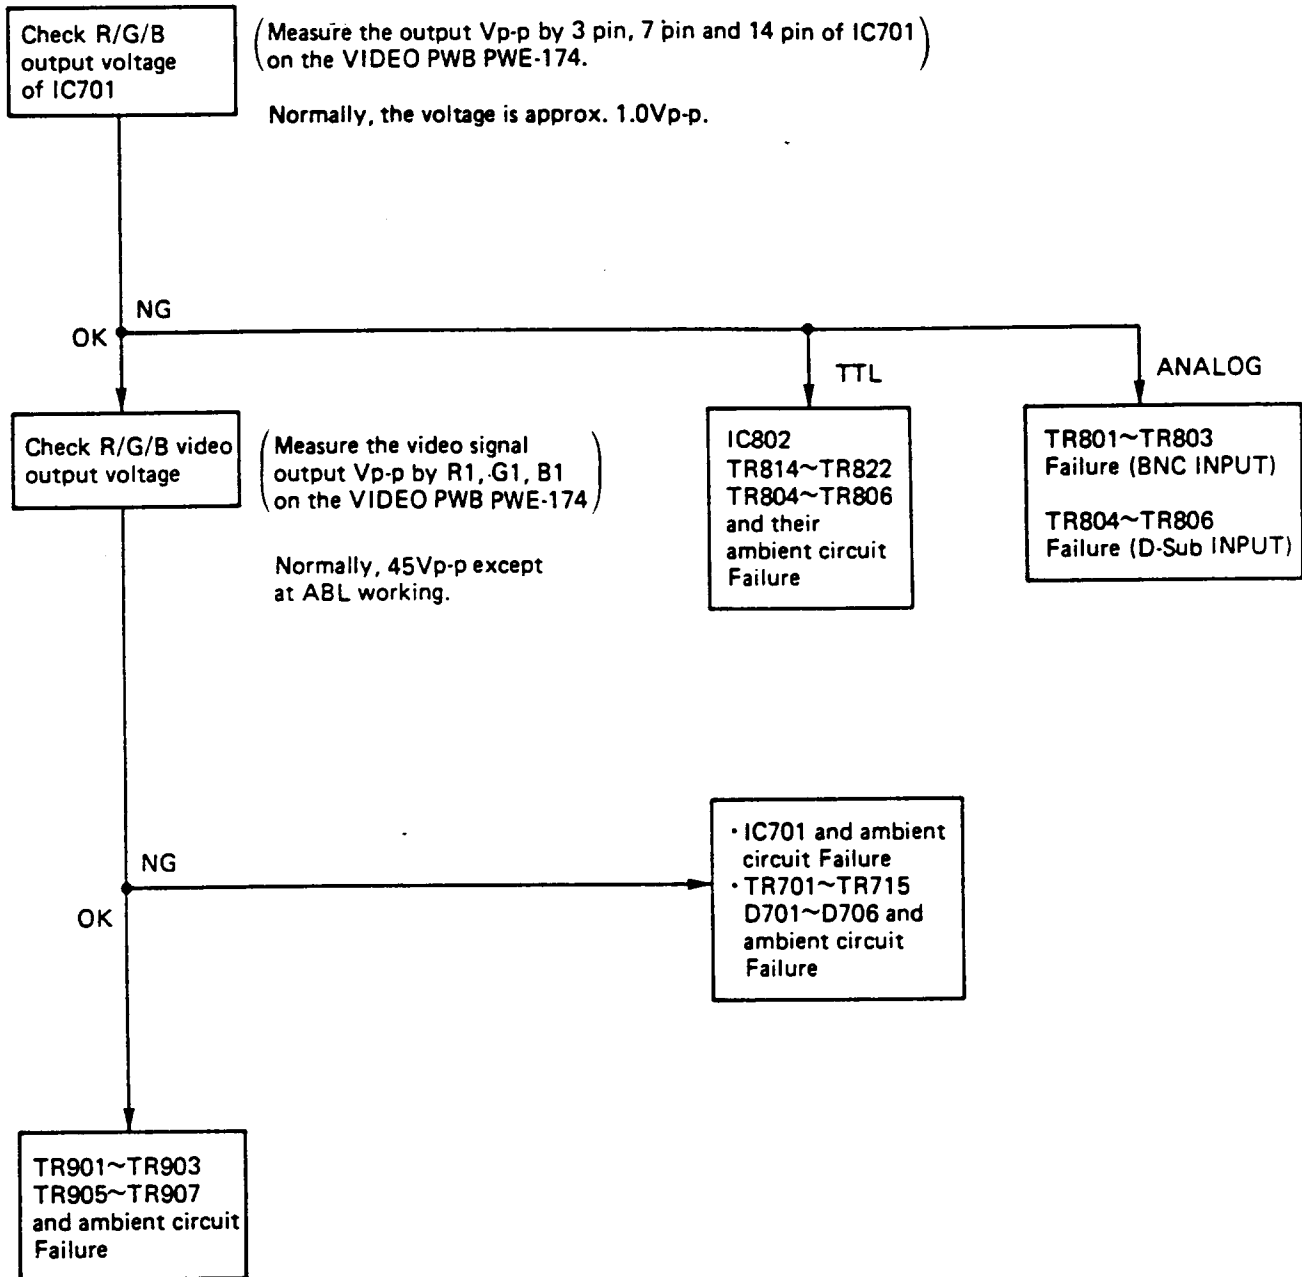 Check R/G/B
output voltage
of IC701
(Measure the output Vp-p by 3 pin, 7 pin and 14 pin of IC701
on the VIDEO PWB PWE-174.)
Normally, the voltage is approx. 1.0Vp-p.
NG
OK
TTL
ANALOG
Check R/G/B video
output voltage
(Measure the video signal
output Vp-p by R1, G1, B1
on the VIDEO PWB PWE-174)
Normally, 45Vp-p except
at ABL working.
IC802
TR814~TR822
TR804~TR806
and their
ambient circuit
Failure
TR801~TR803
Failure (BNC INPUT)
TR804~TR806
Failure (D-Sub INPUT)
NG
OK
· IC701 and ambient
circuit Failure
· TR701~TR715
D701~D706 and
ambient circuit
Failure
TR901~TR903
TR905~TR907
and ambient circuit
Failure